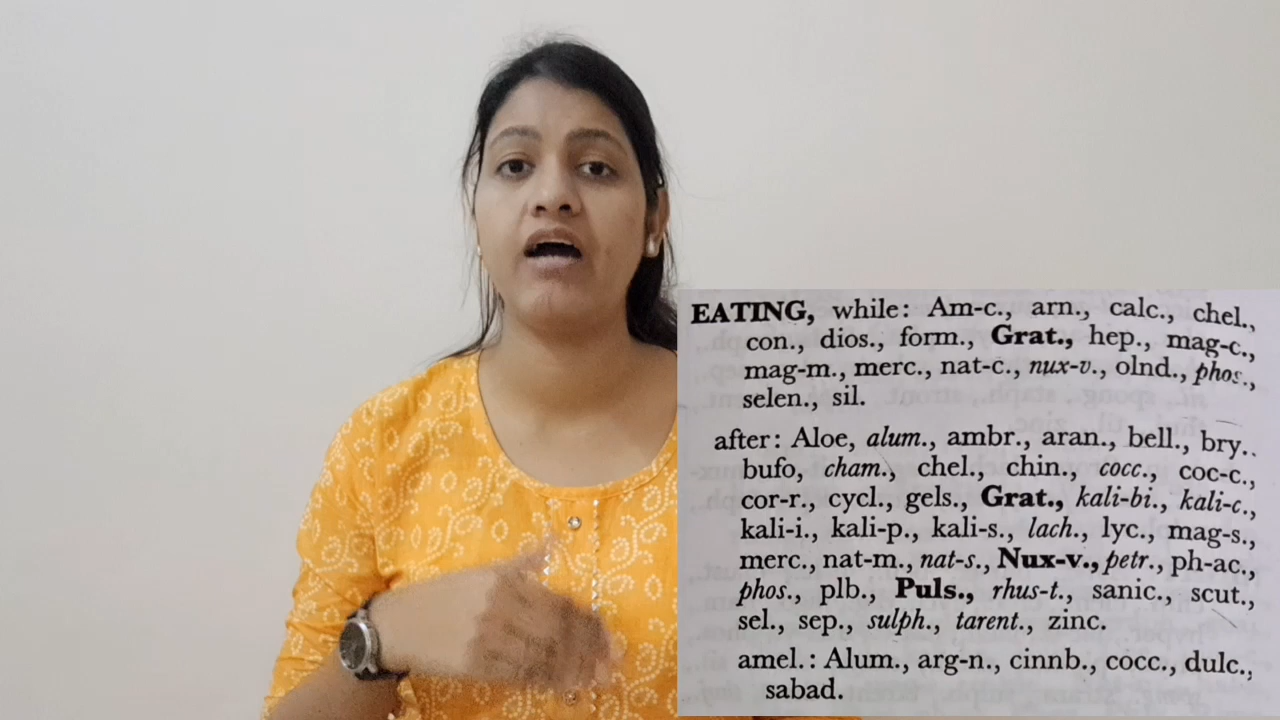 EATING, while: Am-c., arn., calc., chel.,
con., dios., form., Grat., hep., mag-c.,
mag-m., merc., nat-c., nux-v., olnd., phos.,
selen., sil.
after: Aloe, alum., ambr., aran., bell., bry..
bufo, cham., chel., chin., cocc., coc-c.,
cor-r., cycl., gels., Grat., kali-bi., kali-c.,
kali-i., kali-p., kali-s., lach., lyc., mag-s.,
merc., nat-m., nat-s., Nux-v., petr., ph-ac.,
phos., plb., Puls., rhus-t., sanic., scut.,
sel., sep., sulph., tarent., zinc.
amel.: Alum., arg-n., cinnb., cocc., dulc.,
sabad.